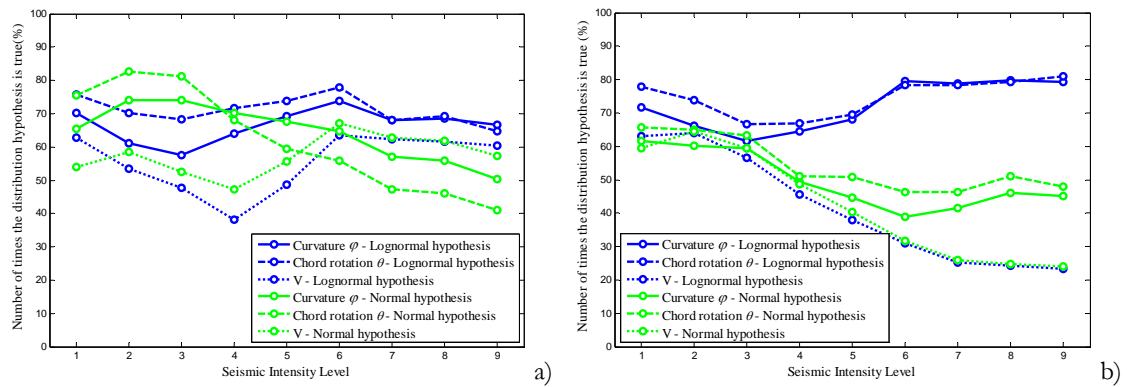 100
90
80
70
60
50
40
30
20
10
0
Number of times the distribution hypothesis is true(%)
Curvature φ - Lognormal hypothesis
Chord rotation θ - Lognormal hypothesis
V - Lognormal hypothesis
Curvature φ - Normal hypothesis
Chord rotation θ - Normal hypothesis
V - Normal hypothesis
1 2 3 4 5 6 7 8 9
Seismic Intensity Level
a)
100
90
80
70
60
50
40
30
20
10
0
Number of times the distribution hypothesis is true (%)
Curvature φ - Lognormal hypothesis
Chord rotation θ - Lognormal hypothesis
V - Lognormal hypothesis
Curvature φ - Normal hypothesis
Chord rotation θ - Normal hypothesis
V - Normal hypothesis
1 2 3 4 5 6 7 8 9
Seismic Intensity Level
b)